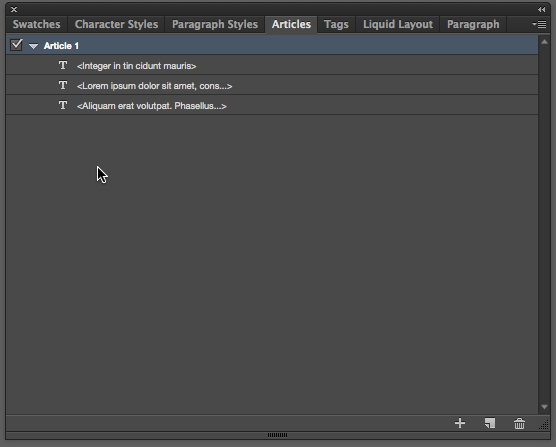 Swatches Character Styles Paragraph Styles Articles Tags Liquid Layout Paragraph
Article 1
T <Integer in tin cidunt mauris>
T <Lorem ipsum dolor sit amet, cons...>
T <Aliquam erat volutpat. Phasellus...>